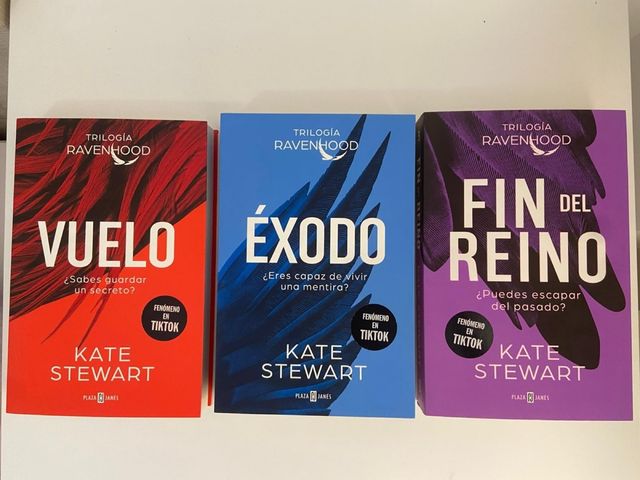 TRILOGÍA
RAVENHOOD
VUELO
¿Sabes guardar
un secreto?
FENÓMENO
EN
TIKTOK
KATE
STEWART
PLAZA JANÉS
TRILOGÍA
RAVENHOOD
ÉXODO
¿Eres capaz de vivir
una mentira?
FENÓMENO
EN
TIKTOK
KATE
STEWART
PLAZA JANÉS
TRILOGÍA
RAVENHOOD
FIN DEL
REINO
¿Puedes escapar
del pasado?
FENÓMENO
EN
TIKTOK
KATE
STEWART
PLAZA JANÉS